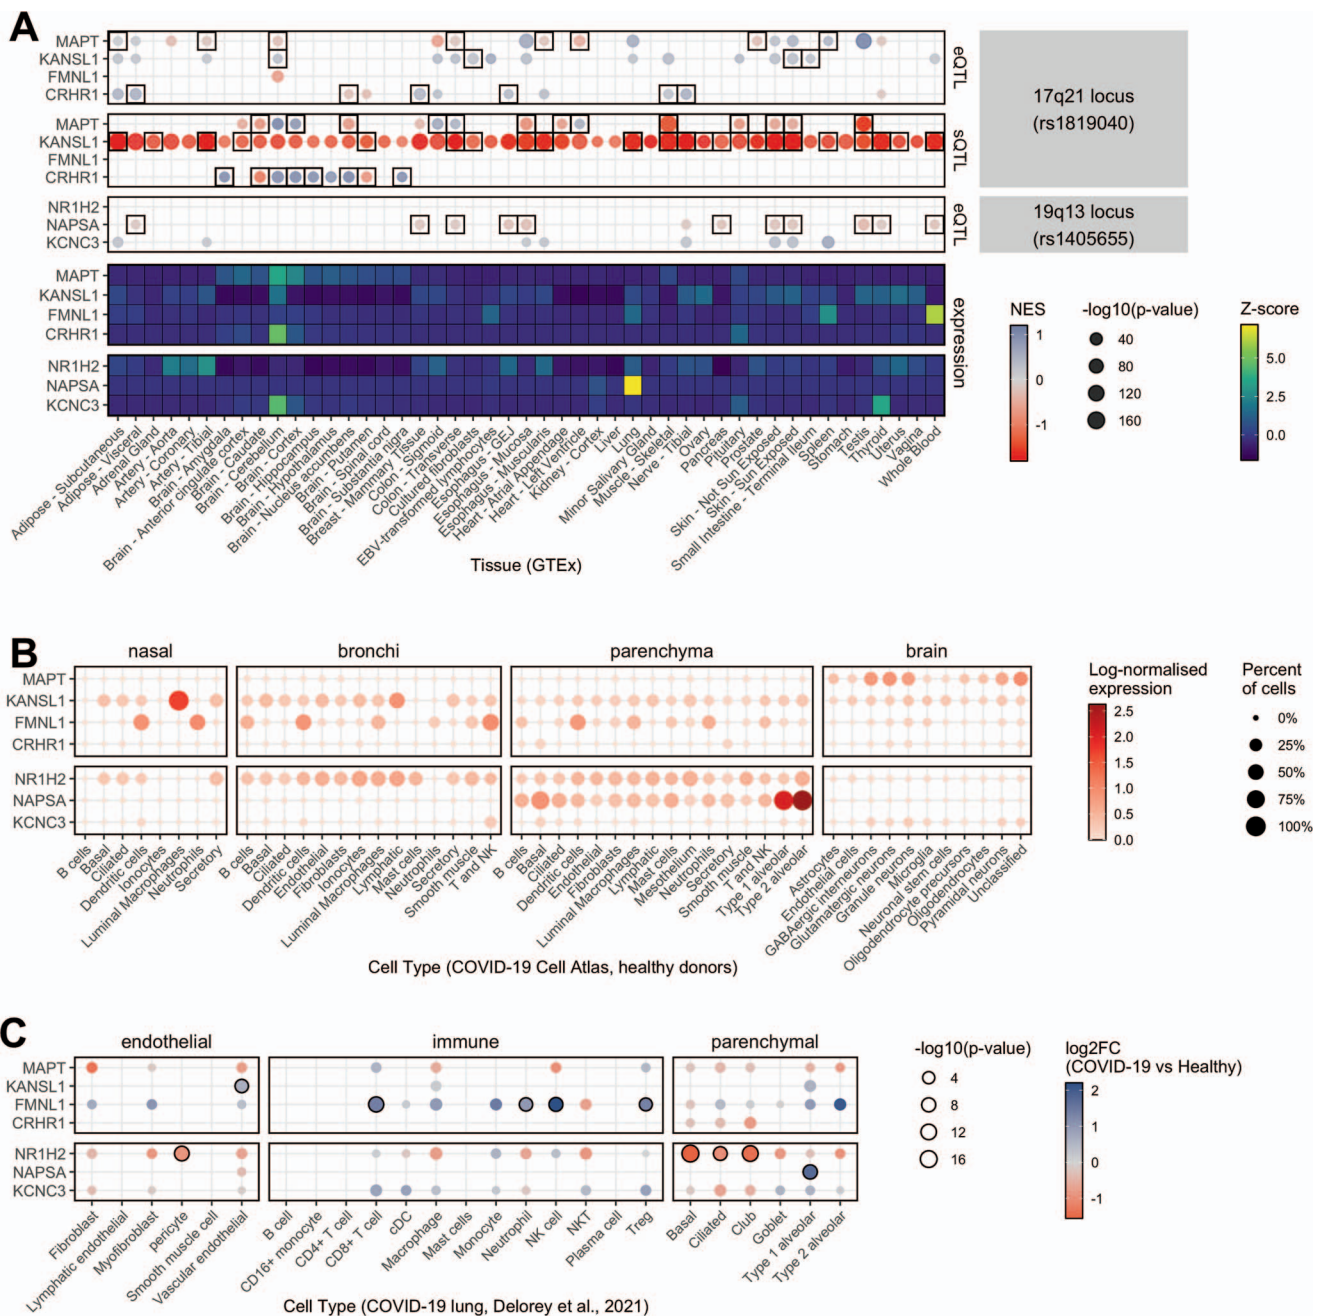 A
MAPT
KANSL1
FMNL1
CRHR1
eQTL
MAPT
KANSL1
FMNL1
CRHR1
sQTL
17q21 locus
(rs1819040)
NR1H2
NAPSA
KCNC3
eQTL
19q13 locus
(rs1405655)
MAPT
KANSL1
FMNL1
CRHR1
NR1H2
NAPSA
KCNC3
expression
NES
1
0
-1
-log10(p-value)
40
80
120
160
Z-score
5.0
2.5
0.0
Adipose - Subcutaneous
Adipose - Visceral
Adrenal Gland
Artery - Aorta
Artery - Coronary
Artery - Tibial
Brain - Amygdala
Brain - Anterior cingulate cortex
Brain - Caudate
Brain - Cerebellum
Brain - Cortex
Brain - Hippocampus
Brain - Hypothalamus
Brain - Nucleus accumbens
Brain - Putamen
Brain - Spinal cord
Brain - Substantia nigra
Breast - Mammary Tissue
Colon - Sigmoid
Colon - Transverse
Cultured fibroblasts
EBV-transformed lymphocytes
Esophagus - GEJ
Esophagus - Mucosa
Esophagus - Muscularis
Heart - Atrial Appendage
Heart - Left Ventricle
Kidney - Cortex
Liver
Lung
Minor Salivary Gland
Muscle - Skeletal
Nerve - Tibial
Ovary
Pancreas
Pituitary
Prostate
Skin - Not Sun Exposed
Skin - Sun Exposed
Small Intestine - Terminal Ileum
Spleen
Stomach
Testis
Thyroid
Uterus
Vagina
Whole Blood
Tissue (GTEx)
B
nasal
bronchi
parenchyma
brain
MAPT
KANSL1
FMNL1
CRHR1
NR1H2
NAPSA
KCNC3
Log-normalised
expression
2.5
2.0
1.5
1.0
0.5
0.0
Percent
of cells
0%
25%
50%
75%
100%
B cells
Basal
Ciliated
Dendritic cells
Ionocytes
Luminal Macrophages
Neutrophils
Secretory
B cells
Basal
Ciliated
Dendritic cells
Endothelial
Fibroblasts
Ionocytes
Luminal Macrophages
Lymphatic
Mast cells
Neutrophils
Secretory
Smooth muscle
T and NK
B cells
Basal
Ciliated
Dendritic cells
Endothelial
Fibroblasts
Luminal Macrophages
Lymphatic
Mast cells
Mesothelium
Neutrophils
Secretory
Smooth muscle
T and NK
Type 1 alveolar
Type 2 alveolar
Astrocytes
Endothelial cells
GABAergic interneurons
Glutamatergic neurons
Granule neurons
Microglia
Neuronal stem cells
Oligodendrocyte precursors
Oligodendrocytes
Pyramidal neurons
Unclassified
Cell Type (COVID-19 Cell Atlas, healthy donors)
C
endothelial
immune
parenchymal
MAPT
KANSL1
FMNL1
CRHR1
NR1H2
NAPSA
KCNC3
-log10(p-value)
4
8
12
16
log2FC
(COVID-19 vs Healthy)
2
1
0
-1
Fibroblast
Lymphatic endothelial
Myofibroblast
pericyte
Smooth muscle cell
Vascular endothelial
B cell
CD16+ monocyte
CD4+ T cell
CD8+ T cell
cDC
Macrophage
Mast cells
Monocyte
Neutrophil
NK cell
NKT
Plasma cell
Treg
Basal
Ciliated
Club
Goblet
Type 1 alveolar
Type 2 alveolar
Cell Type (COVID-19 lung, Delorey et al., 2021)